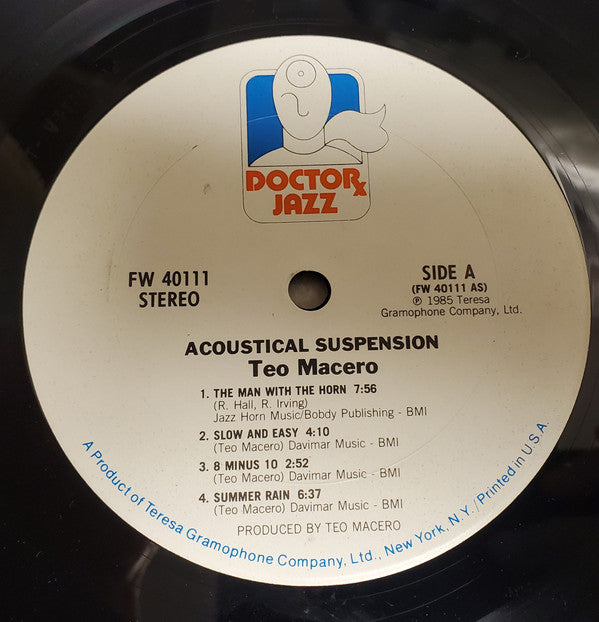 DOCTOR℞
JAZZ
FW 40111
STEREO
SIDE A
(FW 40111 AS)
℗ 1985 Teresa
Gramophone Company, Ltd.
ACOUSTICAL SUSPENSION
Teo Macero
1. THE MAN WITH THE HORN 7:56
(R. Hall, R. Irving)
Jazz Horn Music/Bobdy Publishing - BMI
2. SLOW AND EASY 4:10
(Teo Macero) Davimar Music - BMI
3. 8 MINUS 10 2:52
(Teo Macero) Davimar Music - BMI
4. SUMMER RAIN 6:37
(Teo Macero) Davimar Music - BMI
PRODUCED BY TEO MACERO
A Product of Teresa Gramophone Company, Ltd., New York, N.Y./Printed in U.S.A.